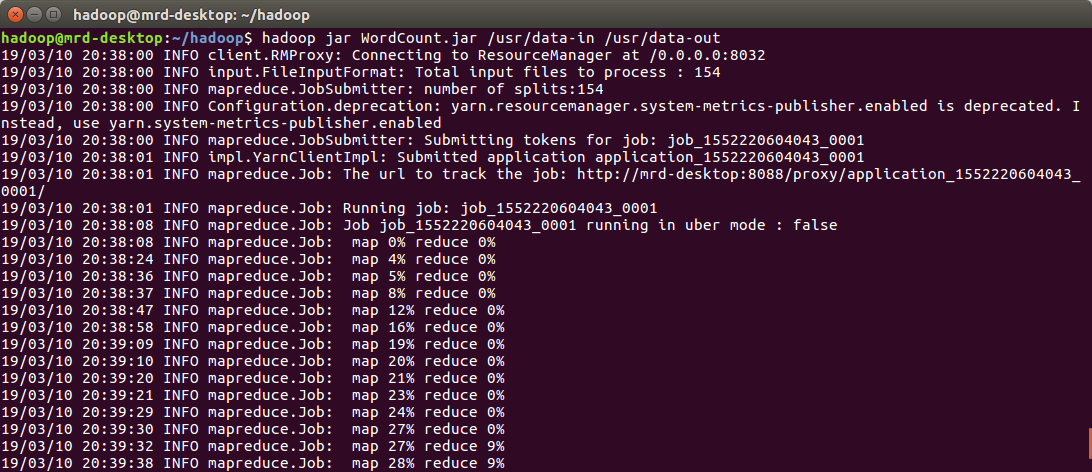 hadoop@mrd-desktop: ~/hadoop
hadoop@mrd-desktop:~/hadoop$ hadoop jar WordCount.jar /usr/data-in /usr/data-out
19/03/10 20:38:00 INFO client.RMProxy: Connecting to ResourceManager at /0.0.0.0:8032
19/03/10 20:38:00 INFO input.FileInputFormat: Total input files to process : 154
19/03/10 20:38:00 INFO mapreduce.JobSubmitter: number of splits:154
19/03/10 20:38:00 INFO Configuration.deprecation: yarn.resourcemanager.system-metrics-publisher.enabled is deprecated. I
nstead, use yarn.system-metrics-publisher.enabled
19/03/10 20:38:00 INFO mapreduce.JobSubmitter: Submitting tokens for job: job_1552220604043_0001
19/03/10 20:38:01 INFO impl.YarnClientImpl: Submitted application application_1552220604043_0001
19/03/10 20:38:01 INFO mapreduce.Job: The url to track the job: http://mrd-desktop:8088/proxy/application_1552220604043_
0001/
19/03/10 20:38:01 INFO mapreduce.Job: Running job: job_1552220604043_0001
19/03/10 20:38:08 INFO mapreduce.Job: Job job_1552220604043_0001 running in uber mode : false
19/03/10 20:38:08 INFO mapreduce.Job:  map 0% reduce 0%
19/03/10 20:38:24 INFO mapreduce.Job:  map 4% reduce 0%
19/03/10 20:38:36 INFO mapreduce.Job:  map 5% reduce 0%
19/03/10 20:38:37 INFO mapreduce.Job:  map 8% reduce 0%
19/03/10 20:38:47 INFO mapreduce.Job:  map 12% reduce 0%
19/03/10 20:38:58 INFO mapreduce.Job:  map 16% reduce 0%
19/03/10 20:39:09 INFO mapreduce.Job:  map 19% reduce 0%
19/03/10 20:39:10 INFO mapreduce.Job:  map 20% reduce 0%
19/03/10 20:39:20 INFO mapreduce.Job:  map 21% reduce 0%
19/03/10 20:39:21 INFO mapreduce.Job:  map 23% reduce 0%
19/03/10 20:39:29 INFO mapreduce.Job:  map 24% reduce 0%
19/03/10 20:39:30 INFO mapreduce.Job:  map 27% reduce 0%
19/03/10 20:39:32 INFO mapreduce.Job:  map 27% reduce 9%
19/03/10 20:39:38 INFO mapreduce.Job:  map 28% reduce 9%